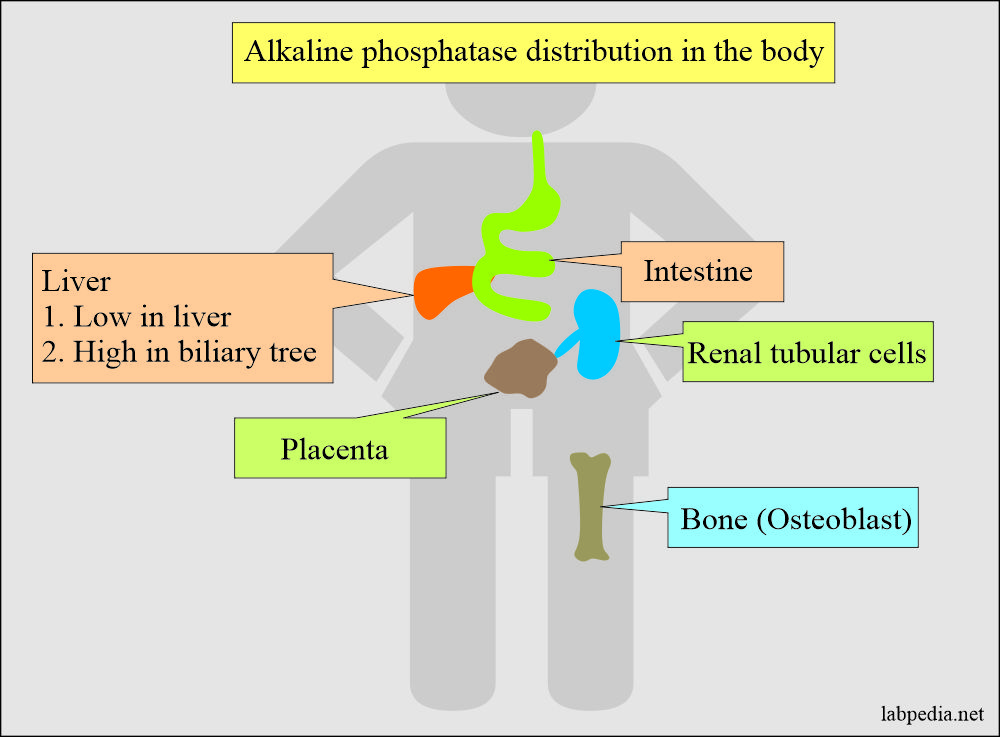 Alkaline phosphatase distribution in the body
Liver
1. Low in liver
2. High in biliary tree
Intestine
Renal tubular cells
Placenta
Bone (Osteoblast)
labpedia.net